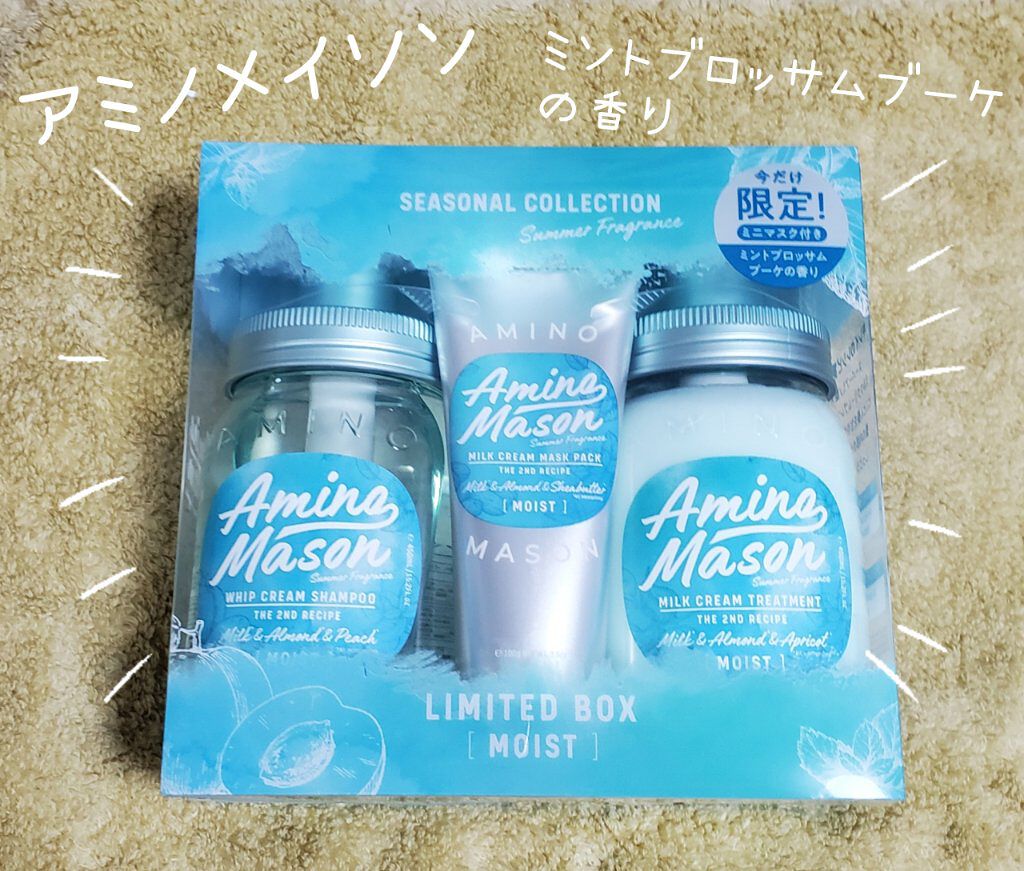 アミノメイソン
ミントブロッサムブーケ
の香り
SEASONAL COLLECTION
Summer Fragrance
今だけ
限定!
ミニマスク付き
ミントブロッサム
ブーケの香り
AMINO
Amino
Mason
Summer Fragrance
WHIP CREAM SHAMPOO
THE 2ND RECIPE
Milk & Almond & Peach
[ MOIST
AMINO
Amino
Mason
Summer Fragrance
MILK CREAM MASK PACK
THE 2ND RECIPE
Milk & Almond & Sheabutter
[ MOIST ]
MASON
MINO
Amino
Mason
Summer Fragrance
MILK CREAM TREATMENT
THE 2ND RECIPE
Milk & Almond & Apricot
[ MOIST ]
LIMITED BOX
[ MOIST ]